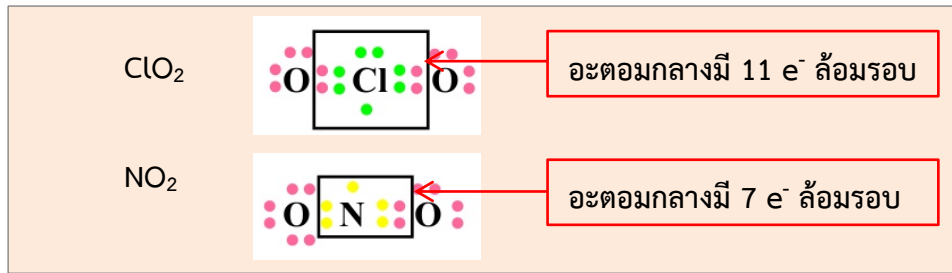 ClO₂
O Cl O
อะตอมกลางมี 11 e⁻ ล้อมรอบ
NO₂
O N O
อะตอมกลางมี 7 e⁻ ล้อมรอบ